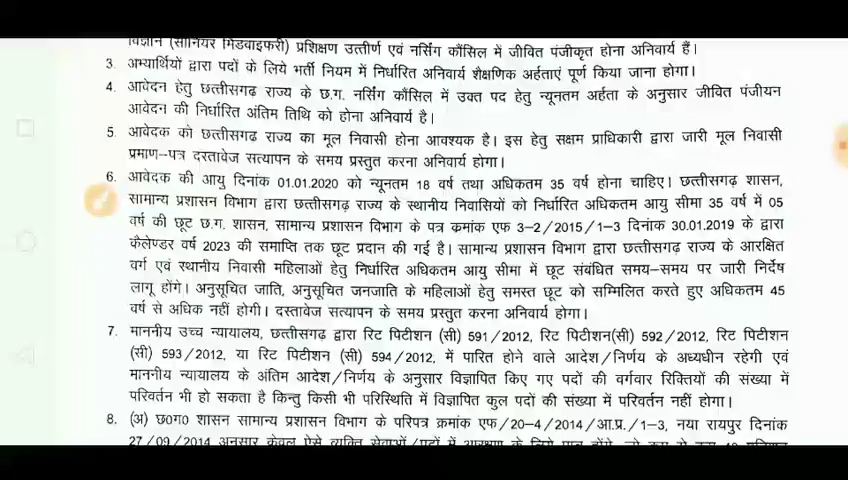 विज्ञान (सीनियर मिडवाइफरी) प्रशिक्षण उत्तीर्ण एवं नर्सिंग कौंसिल में जीवित पंजीकृत होना अनिवार्य हैं।
3. अभ्यार्थियों द्वारा पदों के लिये भर्ती नियम में निर्धारित अनिवार्य शैक्षणिक अर्हताएं पूर्ण किया जाना होगा।
4. आवेदन हेतु छत्तीसगढ़ राज्य के छ.ग. नर्सिंग कौंसिल में उक्त पद हेतु न्यूनतम अर्हता के अनुसार जीवित पंजीयन
आवेदन की निर्धारित अंतिम तिथि को होना अनिवार्य है।
5. आवेदक को छत्तीसगढ़ राज्य का मूल निवासी होना आवश्यक है। इस हेतु सक्षम प्राधिकारी द्वारा जारी मूल निवासी
प्रमाण–पत्र दस्तावेज सत्यापन के समय प्रस्तुत करना अनिवार्य होगा।
6. आवेदक की आयु दिनांक 01.01.2020 को न्यूनतम 18 वर्ष तथा अधिकतम 35 वर्ष होना चाहिए। छत्तीसगढ़ शासन,
सामान्य प्रशासन विभाग द्वारा छत्तीसगढ़ राज्य के स्थानीय निवासियों को निर्धारित अधिकतम आयु सीमा 35 वर्ष में 05
वर्ष की छूट छ.ग. शासन, सामान्य प्रशासन विभाग के पत्र क्रमांक एफ 3–2/2015/1–3 दिनांक 30.01.2019 के द्वारा
कैलेण्डर वर्ष 2023 की समाप्ति तक छूट प्रदान की गई है। सामान्य प्रशासन विभाग द्वारा छत्तीसगढ़ राज्य के आरक्षित
वर्ग एवं स्थानीय निवासी महिलाओं हेतु निर्धारित अधिकतम आयु सीमा में छूट संबंधित समय–समय पर जारी निर्देश
लागू होंगे। अनुसूचित जाति, अनुसूचित जनजाति के महिलाओं हेतु समस्त छूट को सम्मिलित करते हुए अधिकतम 45
वर्ष से अधिक नहीं होगी। दस्तावेज सत्यापन के समय प्रस्तुत करना अनिवार्य होगा।
7. माननीय उच्च न्यायालय, छत्तीसगढ़ द्वारा रिट पिटीशन (सी) 591/2012, रिट पिटीशन(सी) 592/2012, रिट पिटीशन
(सी) 593/2012, या रिट पिटीशन (सी) 594/2012, में पारित होने वाले आदेश/निर्णय के अध्यधीन रहेगी एवं
माननीय न्यायालय के अंतिम आदेश/निर्णय के अनुसार विज्ञापित किए गए पदों की वर्गवार रिक्तियों की संख्या में
परिवर्तन भी हो सकता है किन्तु किसी भी परिस्थिति में विज्ञापित कुल पदों की संख्या में परिवर्तन नहीं होगा।
8. (अ) छ0ग0 शासन सामान्य प्रशासन विभाग के परिपत्र क्रमांक एफ/20–4/2014/आ.प्र./1–3, नया रायपुर दिनांक
27/09/2014 अनुसार केवल ऐसे व्यक्ति सेवाओं/पदों में आरक्षण के लिये पात्र होंगे,